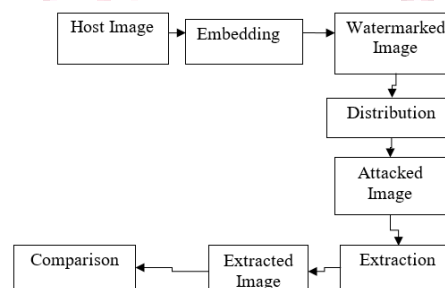 Host Image
Embedding
Watermarked
Image
Distribution
Attacked
Image
Extraction
Extracted
Image
Comparison